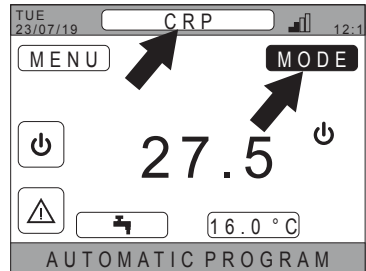 TUE
23/07/19
CRP
12:1
MENU
MODE
27.5
16.0 °C
AUTOMATIC PROGRAM